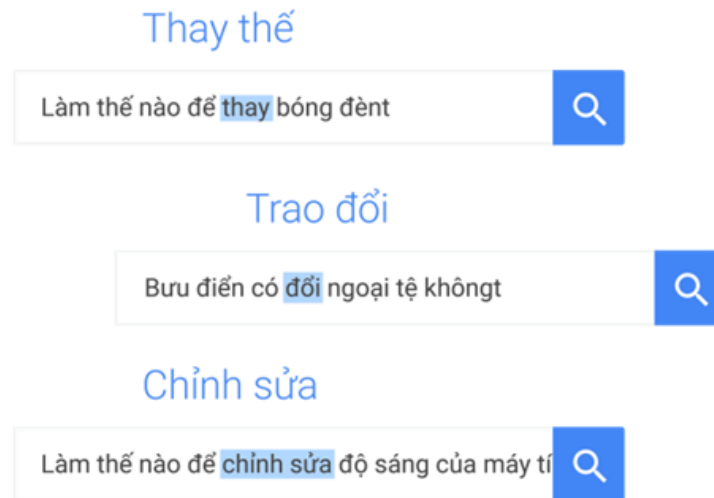 Thay thế
Làm thế nào để thay bóng đènt
Trao đổi
Bưu điển có đổi ngoại tệ khôngt
Chỉnh sửa
Làm thế nào để chỉnh sửa độ sáng của máy tí